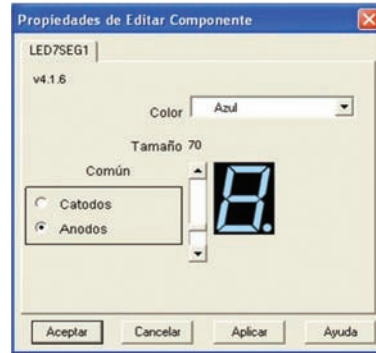 Propiedades de Editar Componente
LED7SEG1
v4.1.6
Color Azul
Tamaño 70
Común
Catodos
Anodos
Aceptar Cancelar Aplicar Ayuda